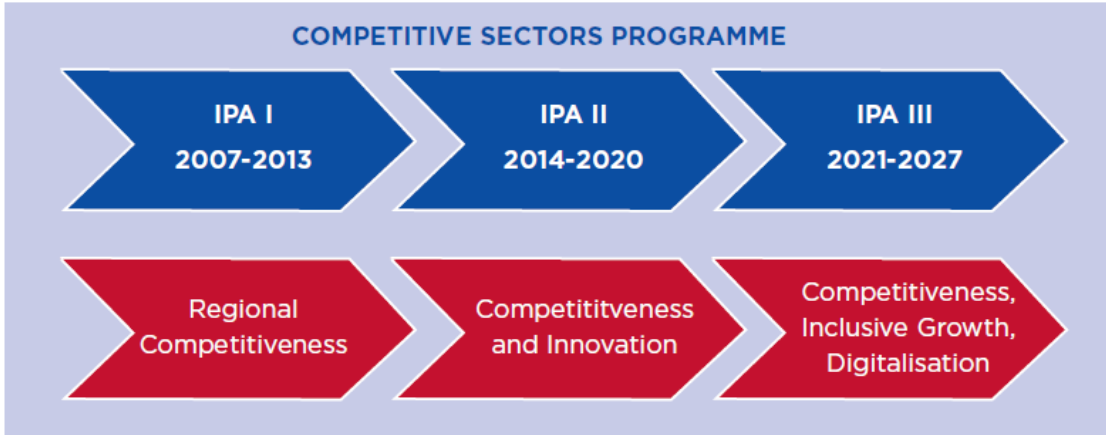 COMPETITIVE SECTORS PROGRAMME
IPA I
2007-2013
IPA II
2014-2020
IPA III
2021-2027
Regional
Competitiveness
Competititveness
and Innovation
Competitiveness,
Inclusive Growth,
Digitalisation